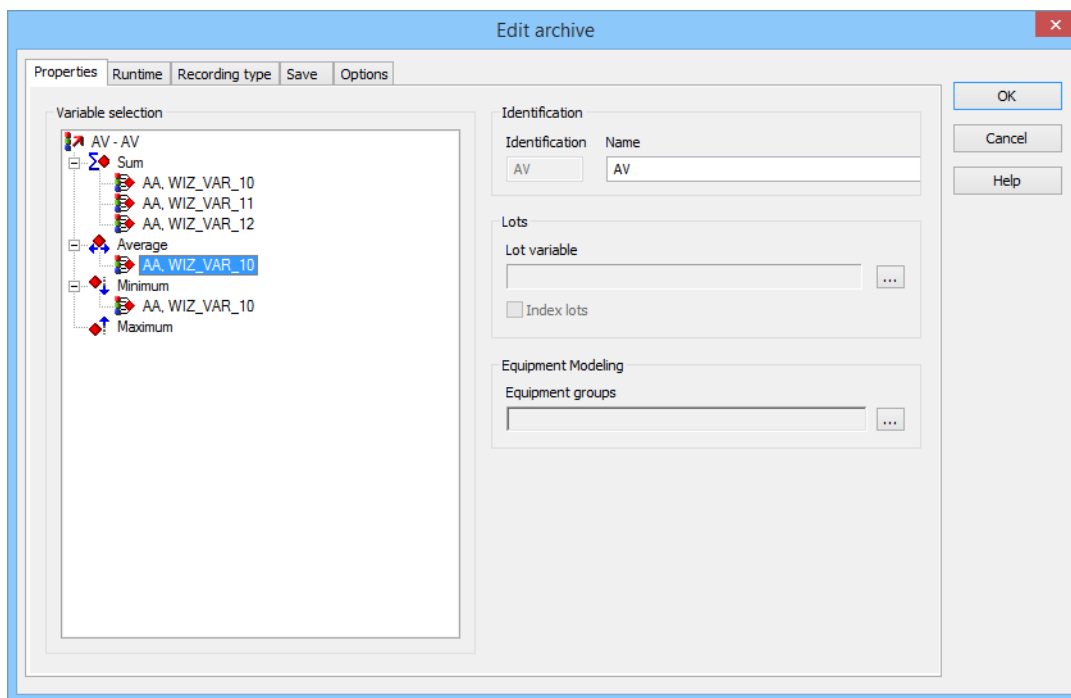 Edit archive
Properties Runtime Recording type Save Options
Variable selection
AV - AV
Sum
AA, WIZ_VAR_10
AA, WIZ_VAR_11
AA, WIZ_VAR_12
Average
AA, WIZ_VAR_10
Minimum
AA, WIZ_VAR_10
Maximum
Identification
Identification Name
AV AV
Lots
Lot variable
...
Index lots
Equipment Modeling
Equipment groups
...
OK
Cancel
Help